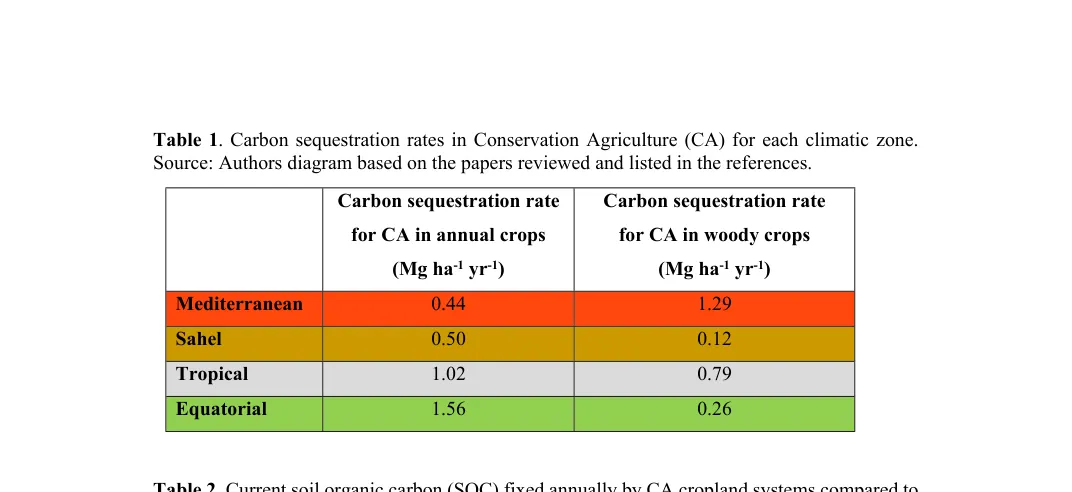 Table 1. Carbon sequestration rates in Conservation Agriculture (CA) for each climatic zone.
Source: Authors diagram based on the papers reviewed and listed in the references.
Carbon sequestration rate for CA in annual crops (Mg ha⁻¹ yr⁻¹) Carbon sequestration rate for CA in woody crops (Mg ha⁻¹ yr⁻¹)
Mediterranean 0.44 1.29
Sahel 0.50 0.12
Tropical 1.02 0.79
Equatorial 1.56 0.26
Table 2. Current soil organic carbon (SOC) fixed annually by CA cropland systems compared to